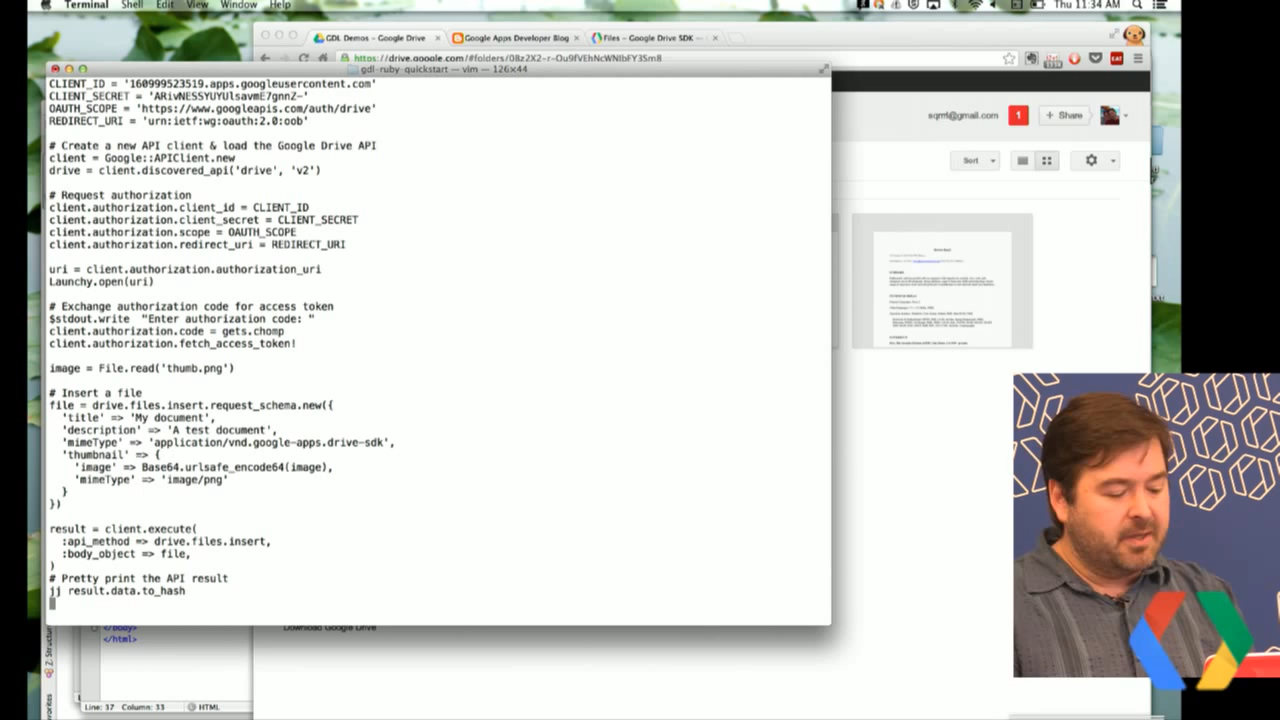 Terminal Shell Edit View Window Help
Thu 11:34 AM
GDL Demos – Google Drive
Google Apps Developer Blog
Files – Google Drive SDK —
https://drive.google.com/#folders/0Bz2X2-r-Ou9fVEhNcWNIbFY3Sm8
gdl-ruby-quickstart — vim — 126×44
CLIENT_ID = '160999523519.apps.googleusercontent.com'
CLIENT_SECRET = 'ARivNESSYUYUlsavmE7gnnZ-'
OAUTH_SCOPE = 'https://www.googleapis.com/auth/drive'
REDIRECT_URI = 'urn:ietf:wg:oauth:2.0:oob'
# Create a new API client & load the Google Drive API
client = Google::APIClient.new
drive = client.discovered_api('drive', 'v2')
# Request authorization
client.authorization.client_id = CLIENT_ID
client.authorization.client_secret = CLIENT_SECRET
client.authorization.scope = OAUTH_SCOPE
client.authorization.redirect_uri = REDIRECT_URI
uri = client.authorization.authorization_uri
Launchy.open(uri)
# Exchange authorization code for access token
$stdout.write "Enter authorization code: "
client.authorization.code = gets.chomp
client.authorization.fetch_access_token!
image = File.read('thumb.png')
# Insert a file
file = drive.files.insert.request_schema.new({
'title' => 'My document',
'description' => 'A test document',
'mimeType' => 'application/vnd.google-apps.drive-sdk',
'thumbnail' => {
'image' => Base64.urlsafe_encode64(image),
'mimeType' => 'image/png'
}
})
result = client.execute(
:api_method => drive.files.insert,
:body_object => file,
)
# Pretty print the API result
jj result.data.to_hash
sqrrrl@gmail.com
1
+ Share
Sort
</body>
</html>
Download Google Drive
Z: Structure
Line: 37 Column: 33
HTML